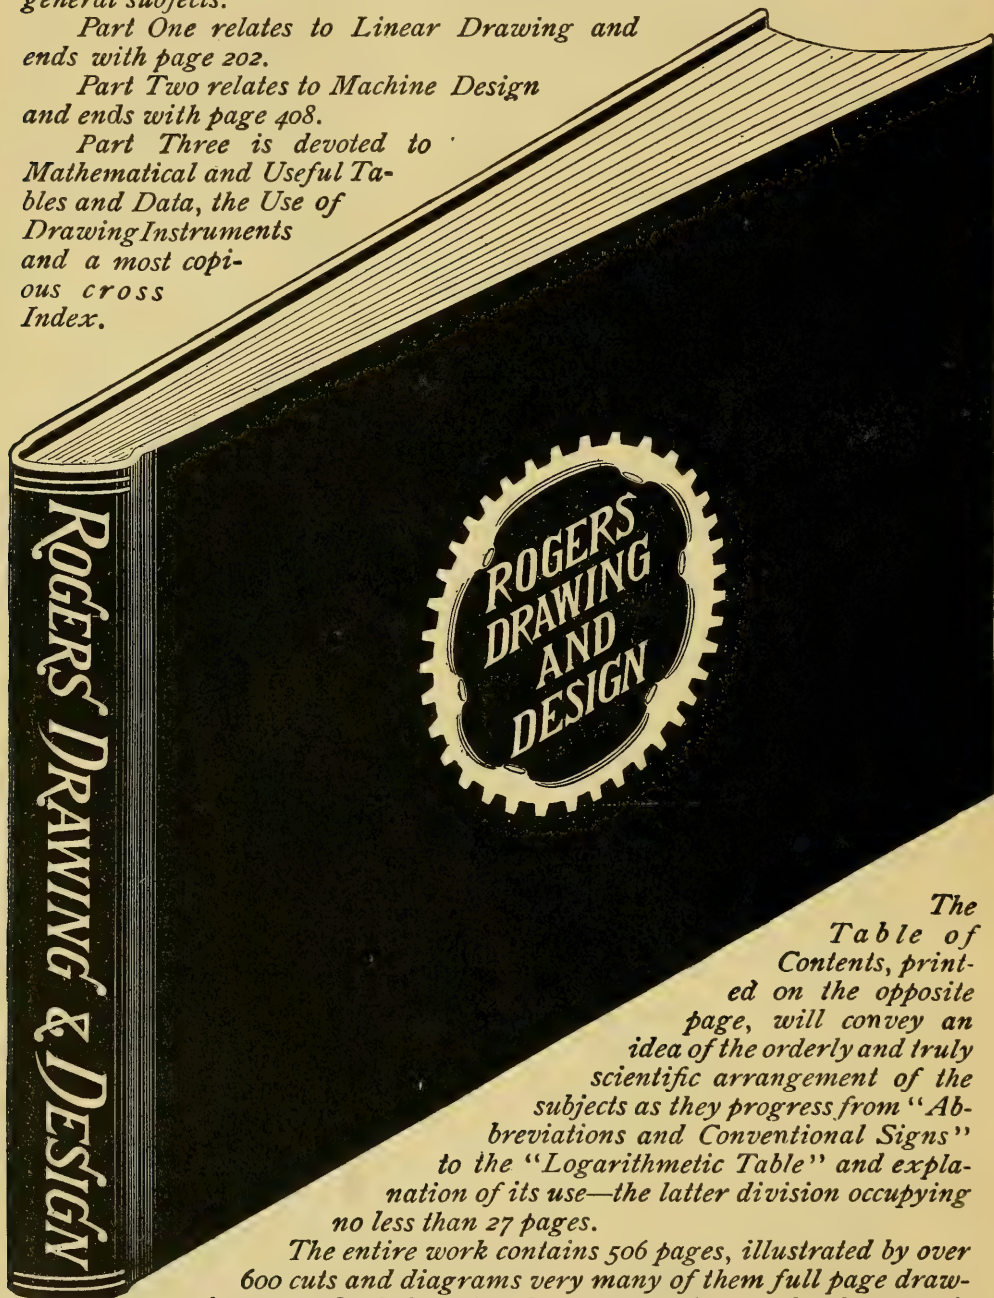 general subjects.
Part One relates to Linear Drawing and
ends with page 202.
Part Two relates to Machine Design
and ends with page 408.
Part Three is devoted to
Mathematical and Useful Ta-
bles and Data, the Use of
Drawing Instruments
and a most copi-
ous cross
Index.
ROGERS DRAWING & DESIGN
ROGERS
DRAWING
AND
DESIGN
The
Table of
Contents, print-
ed on the opposite
page, will convey an
idea of the orderly and truly
scientific arrangement of the
subjects as they progress from "Ab-
breviations and Conventional Signs"
to the "Logarithmetic Table" and expla-
nation of its use—the latter division occupying
no less than 27 pages.
The entire work contains 506 pages, illustrated by over
600 cuts and diagrams very many of them full page draw-